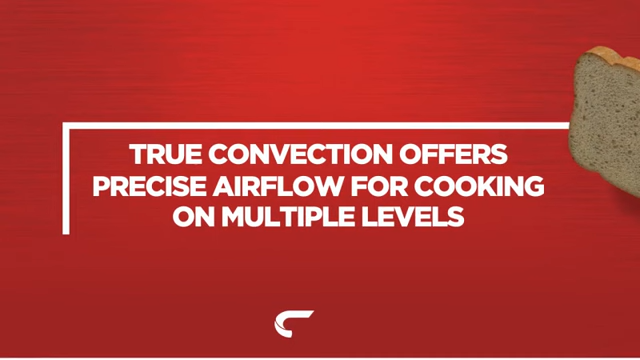 TRUE CONVECTION OFFERS
PRECISE AIRFLOW FOR COOKING
ON MULTIPLE LEVELS